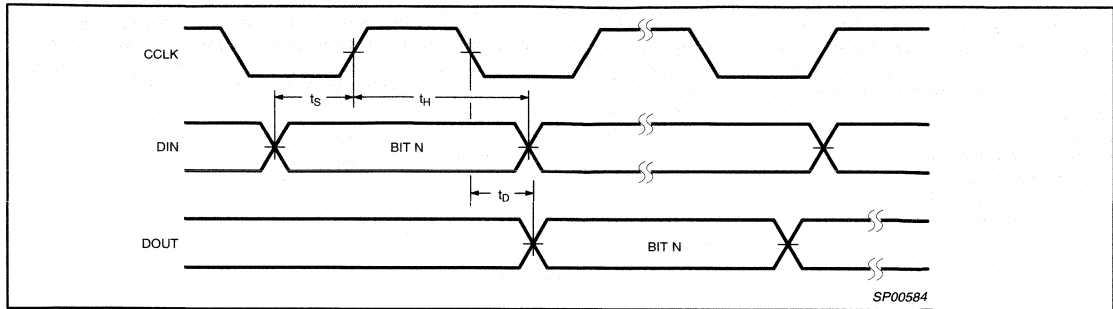 CCLK
tS tH
DIN BIT N
tD
DOUT BIT N
SP00584